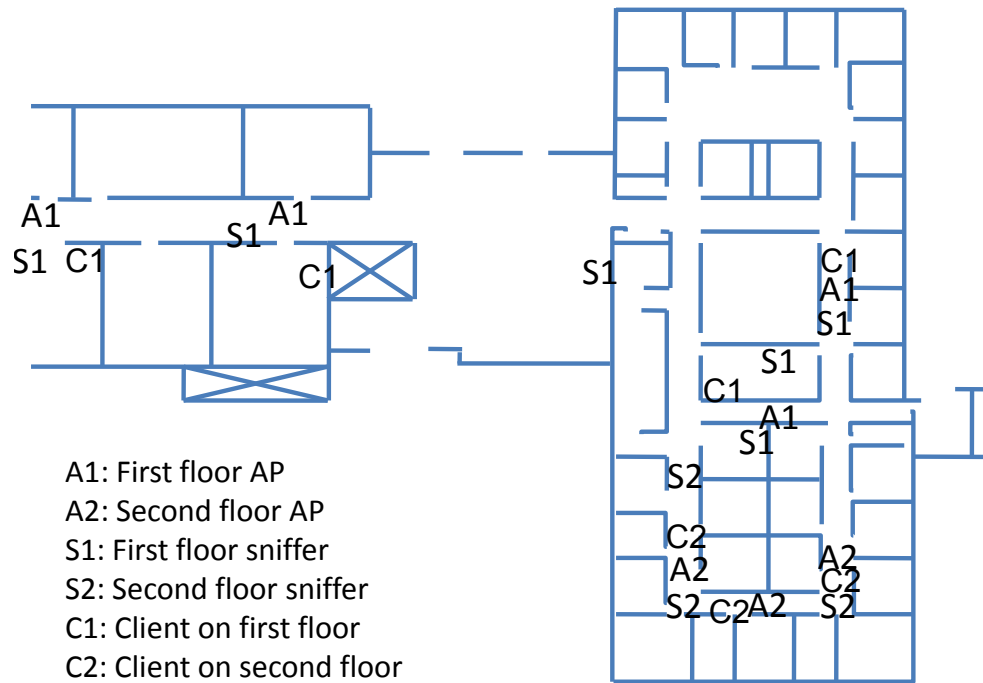 A1
A1
S1
S1
C1
C1
S1
C1
A1
S1
S1
C1
A1
S1
S2
C2
A2
A2
C2
S2
C2
A2
S2
A1: First floor AP
A2: Second floor AP
S1: First floor sniffer
S2: Second floor sniffer
C1: Client on first floor
C2: Client on second floor